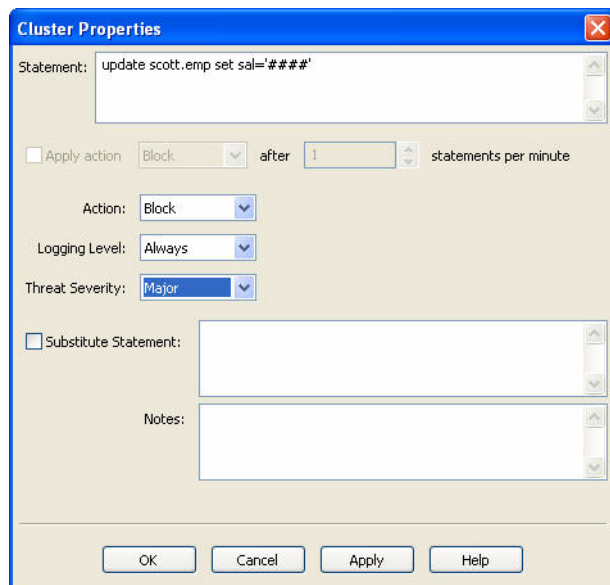 Cluster Properties
Statement: update scott.emp set sal='####'
Apply action Block after 1 statements per minute
Action: Block
Logging Level: Always
Threat Severity: Major
Substitute Statement:
Notes:
OK Cancel Apply Help